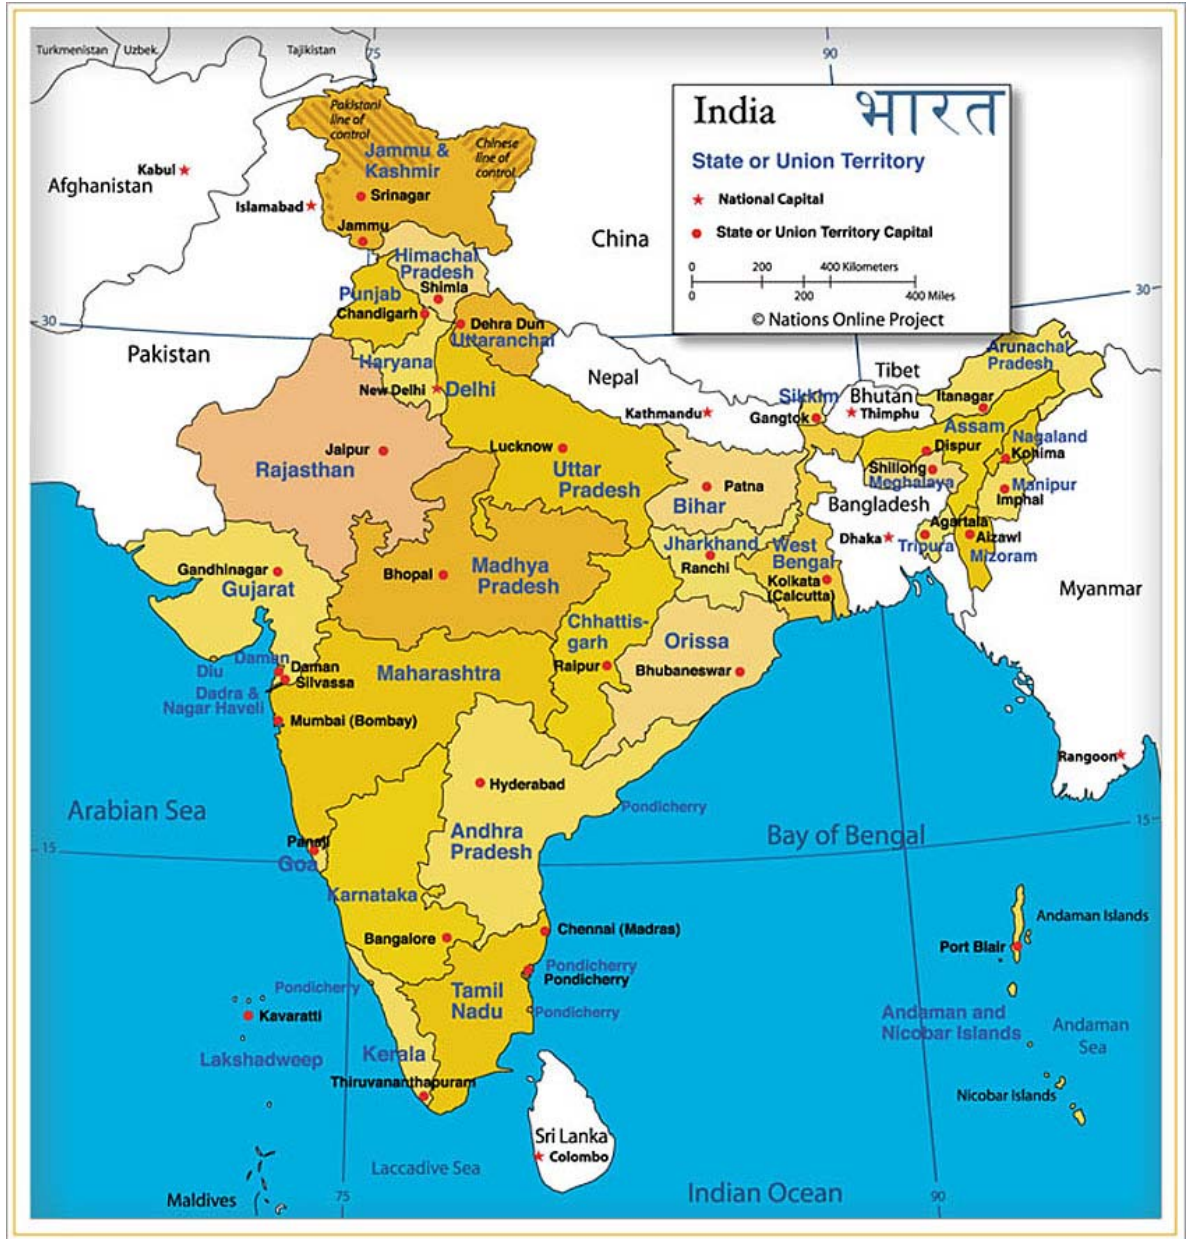 Turkmenistan
Uzbek.
Tajikistan
75
90
India
भारत
State or Union Territory
National Capital
State or Union Territory Capital
0 200 400 Kilometers
0 200 400 Miles
© Nations Online Project
Pakistani
line of
control
Chinese
line of
control
Jammu &
Kashmir
Kabul
Afghanistan
Srinagar
Islamabad
Jammu
China
Himachal
Pradesh
Shimla
Punjab
Chandigarh
30
30
Dehra Dun
Uttaranchal
Pakistan
Haryana
New Delhi
Delhi
Nepal
Kathmandu
Tibet
Sikkim
Gangtok
Bhutan
Thimphu
Arunachal
Pradesh
Itanagar
Assam
Dispur
Nagaland
Kohima
Shillong
Meghalaya
Manipur
Imphal
Jaipur
Rajasthan
Lucknow
Uttar
Pradesh
Patna
Bihar
Bangladesh
Dhaka
Agartala
Tripura
Aizawl
Mizoram
Jharkhand
Ranchi
West
Bengal
Kolkata
(Calcutta)
Myanmar
Gandhinagar
Gujarat
Bhopal
Madhya
Pradesh
Chhattis-
garh
Raipur
Orissa
Bhubaneswar
Daman
Diu
Daman
Silvassa
Dadra &
Nagar Haveli
Maharashtra
Mumbai (Bombay)
Rangoon
Hyderabad
Arabian Sea
Pondicherry
Andhra
Pradesh
Bay of Bengal
15
15
Panaji
Goa
Karnataka
Bangalore
Chennai (Madras)
Andaman Islands
Port Blair
Pondicherry
Pondicherry
Pondicherry
Tamil
Nadu
Pondicherry
Kavaratti
Lakshadweep
Kerala
Thiruvananthapuram
Andaman and
Nicobar Islands
Andaman
Sea
Nicobar Islands
Sri Lanka
Colombo
Laccadive Sea
Maldives
75
Indian Ocean
90